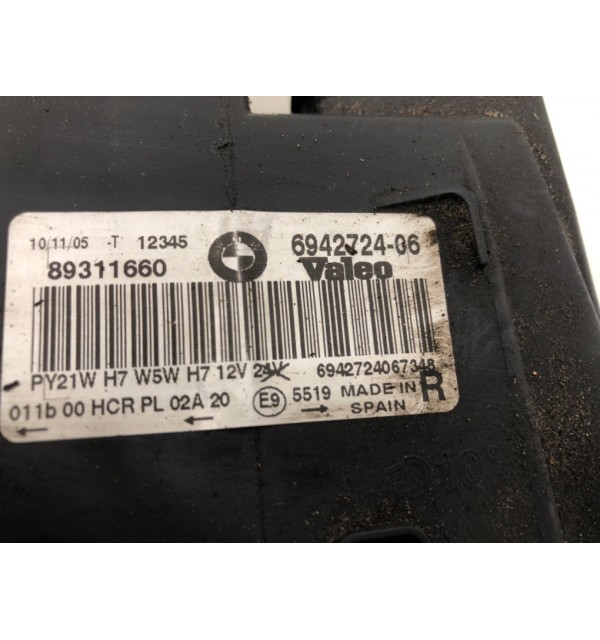 10/11/05 -T 12345 6942724-06
89311660 Valeo
PY21W H7 W5W H7 12V 24V 6942724067348
011b 00 HCR PL 02A 20 E9 5519 MADE IN SPAIN R